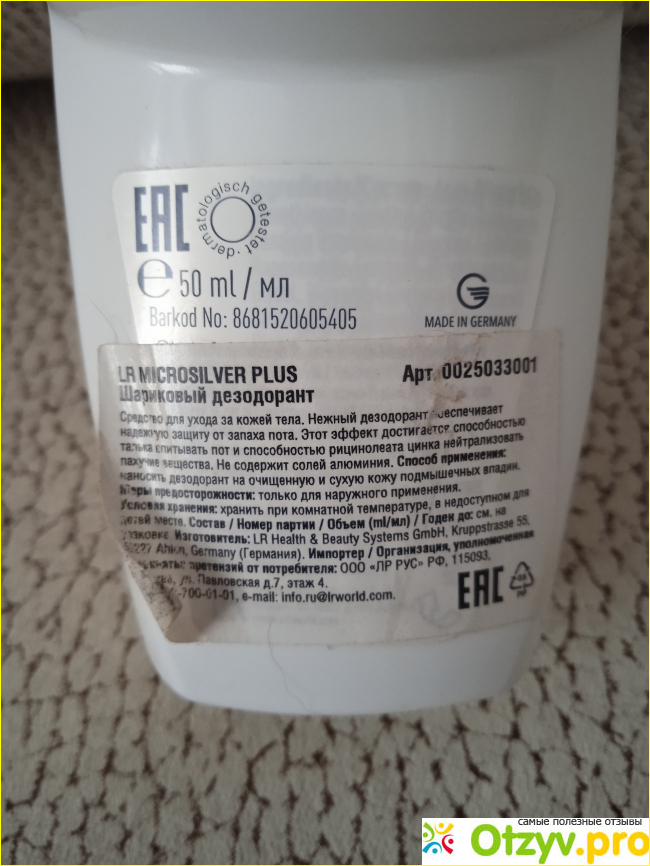 EAC
dermatologisch getestet
℮ 50 ml / мл
Barkod No: 8681520605405
MADE IN GERMANY
LR MICROSILVER PLUS Арт. 0025033001
Шариковый дезодорант
Средство для ухода за кожей тела. Нежный дезодорант
надежную защиту от запаха пота. Этот эффект достигается способностью
талька впитывать пот и способностью рицинолеата цинка нейтрализовать
пахучие вещества. Не содержит солей алюминия. Способ применения:
наносить дезодорант на очищенную и сухую кожу подмышечных впадин.
Меры предосторожности: только для наружного применения.
Условия хранения: хранить при комнатной температуре, в недоступном для
детей месте. Состав / Номер партии / Объем (ml/мл) / Годен до: см. на
упаковке Изготовитель: LR Health & Beauty Systems GmbH, Kruppstrasse 55,
Ahlen, Germany (Германия). Импортер / Организация, уполномоченная
претензий от потребителя: ООО «ЛР РУС» РФ, 115093,
ул. Павловская д.7, этаж 4.
-700-01-01, e-mail: info.ru@lrworld.com.
EAC
самые полезные отзывы
Otzyv.pro